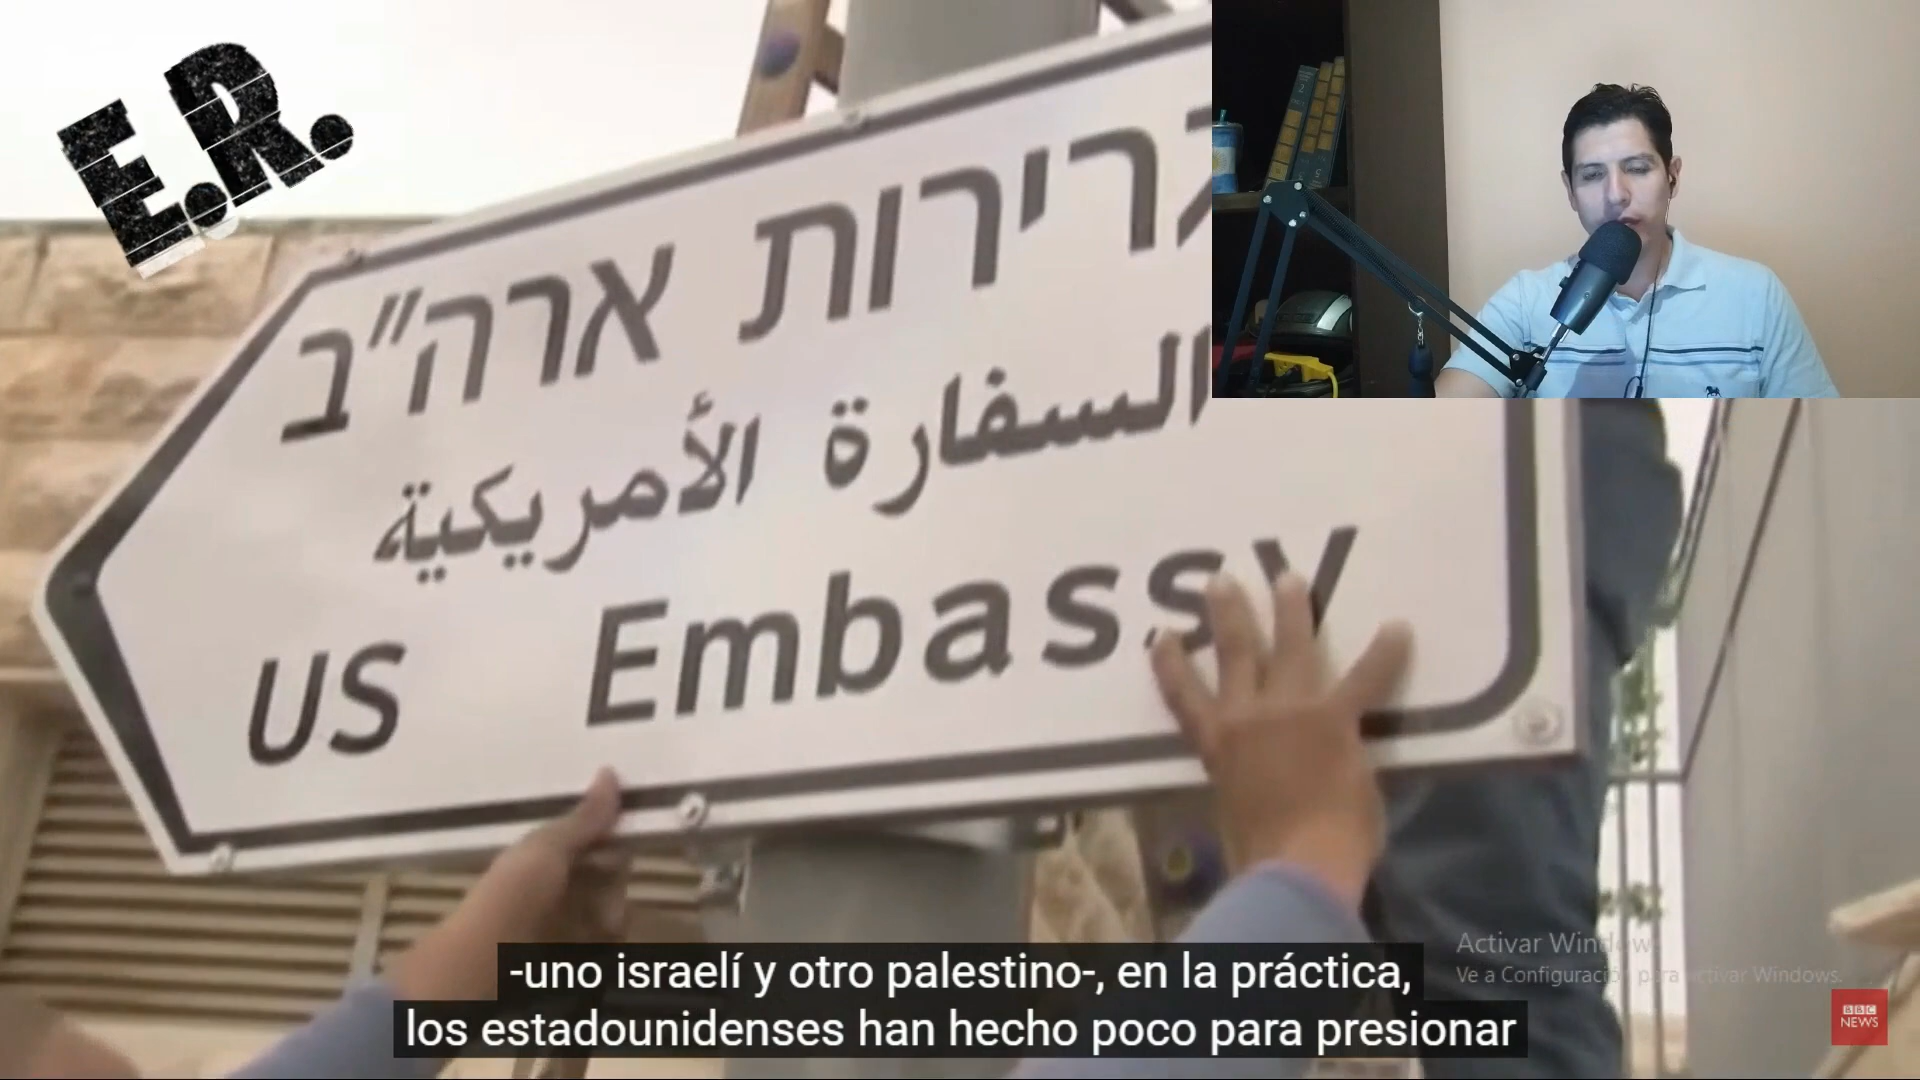 E.R.
ארה"ב
السفارة الأمريكية
US Embassy
-uno israelí y otro palestino-, en la práctica,
los estadounidenses han hecho poco para presionar
Activar Windows
Ve a Configuración para activar Windows.
BBC
NEWS